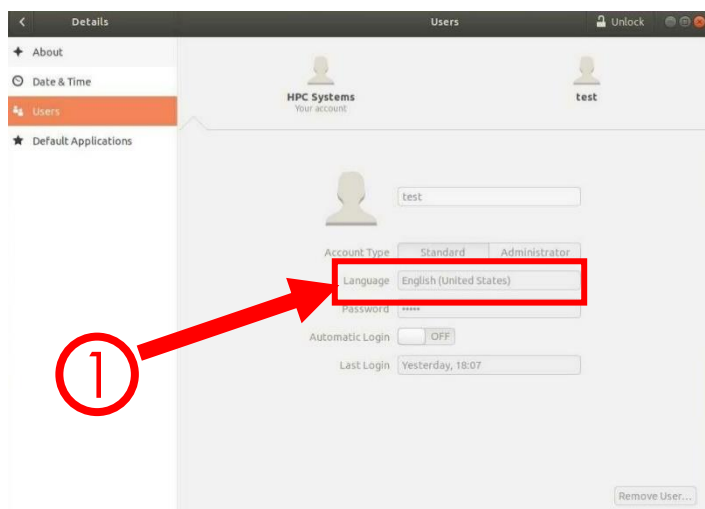 Details
Users
Unlock
About
Date & Time
Users
Default Applications
HPC Systems
Your account
test
test
Account Type Standard Administrator
Language English (United States)
Password •••••
Automatic Login OFF
Last Login Yesterday, 18:07
1
Remove User...